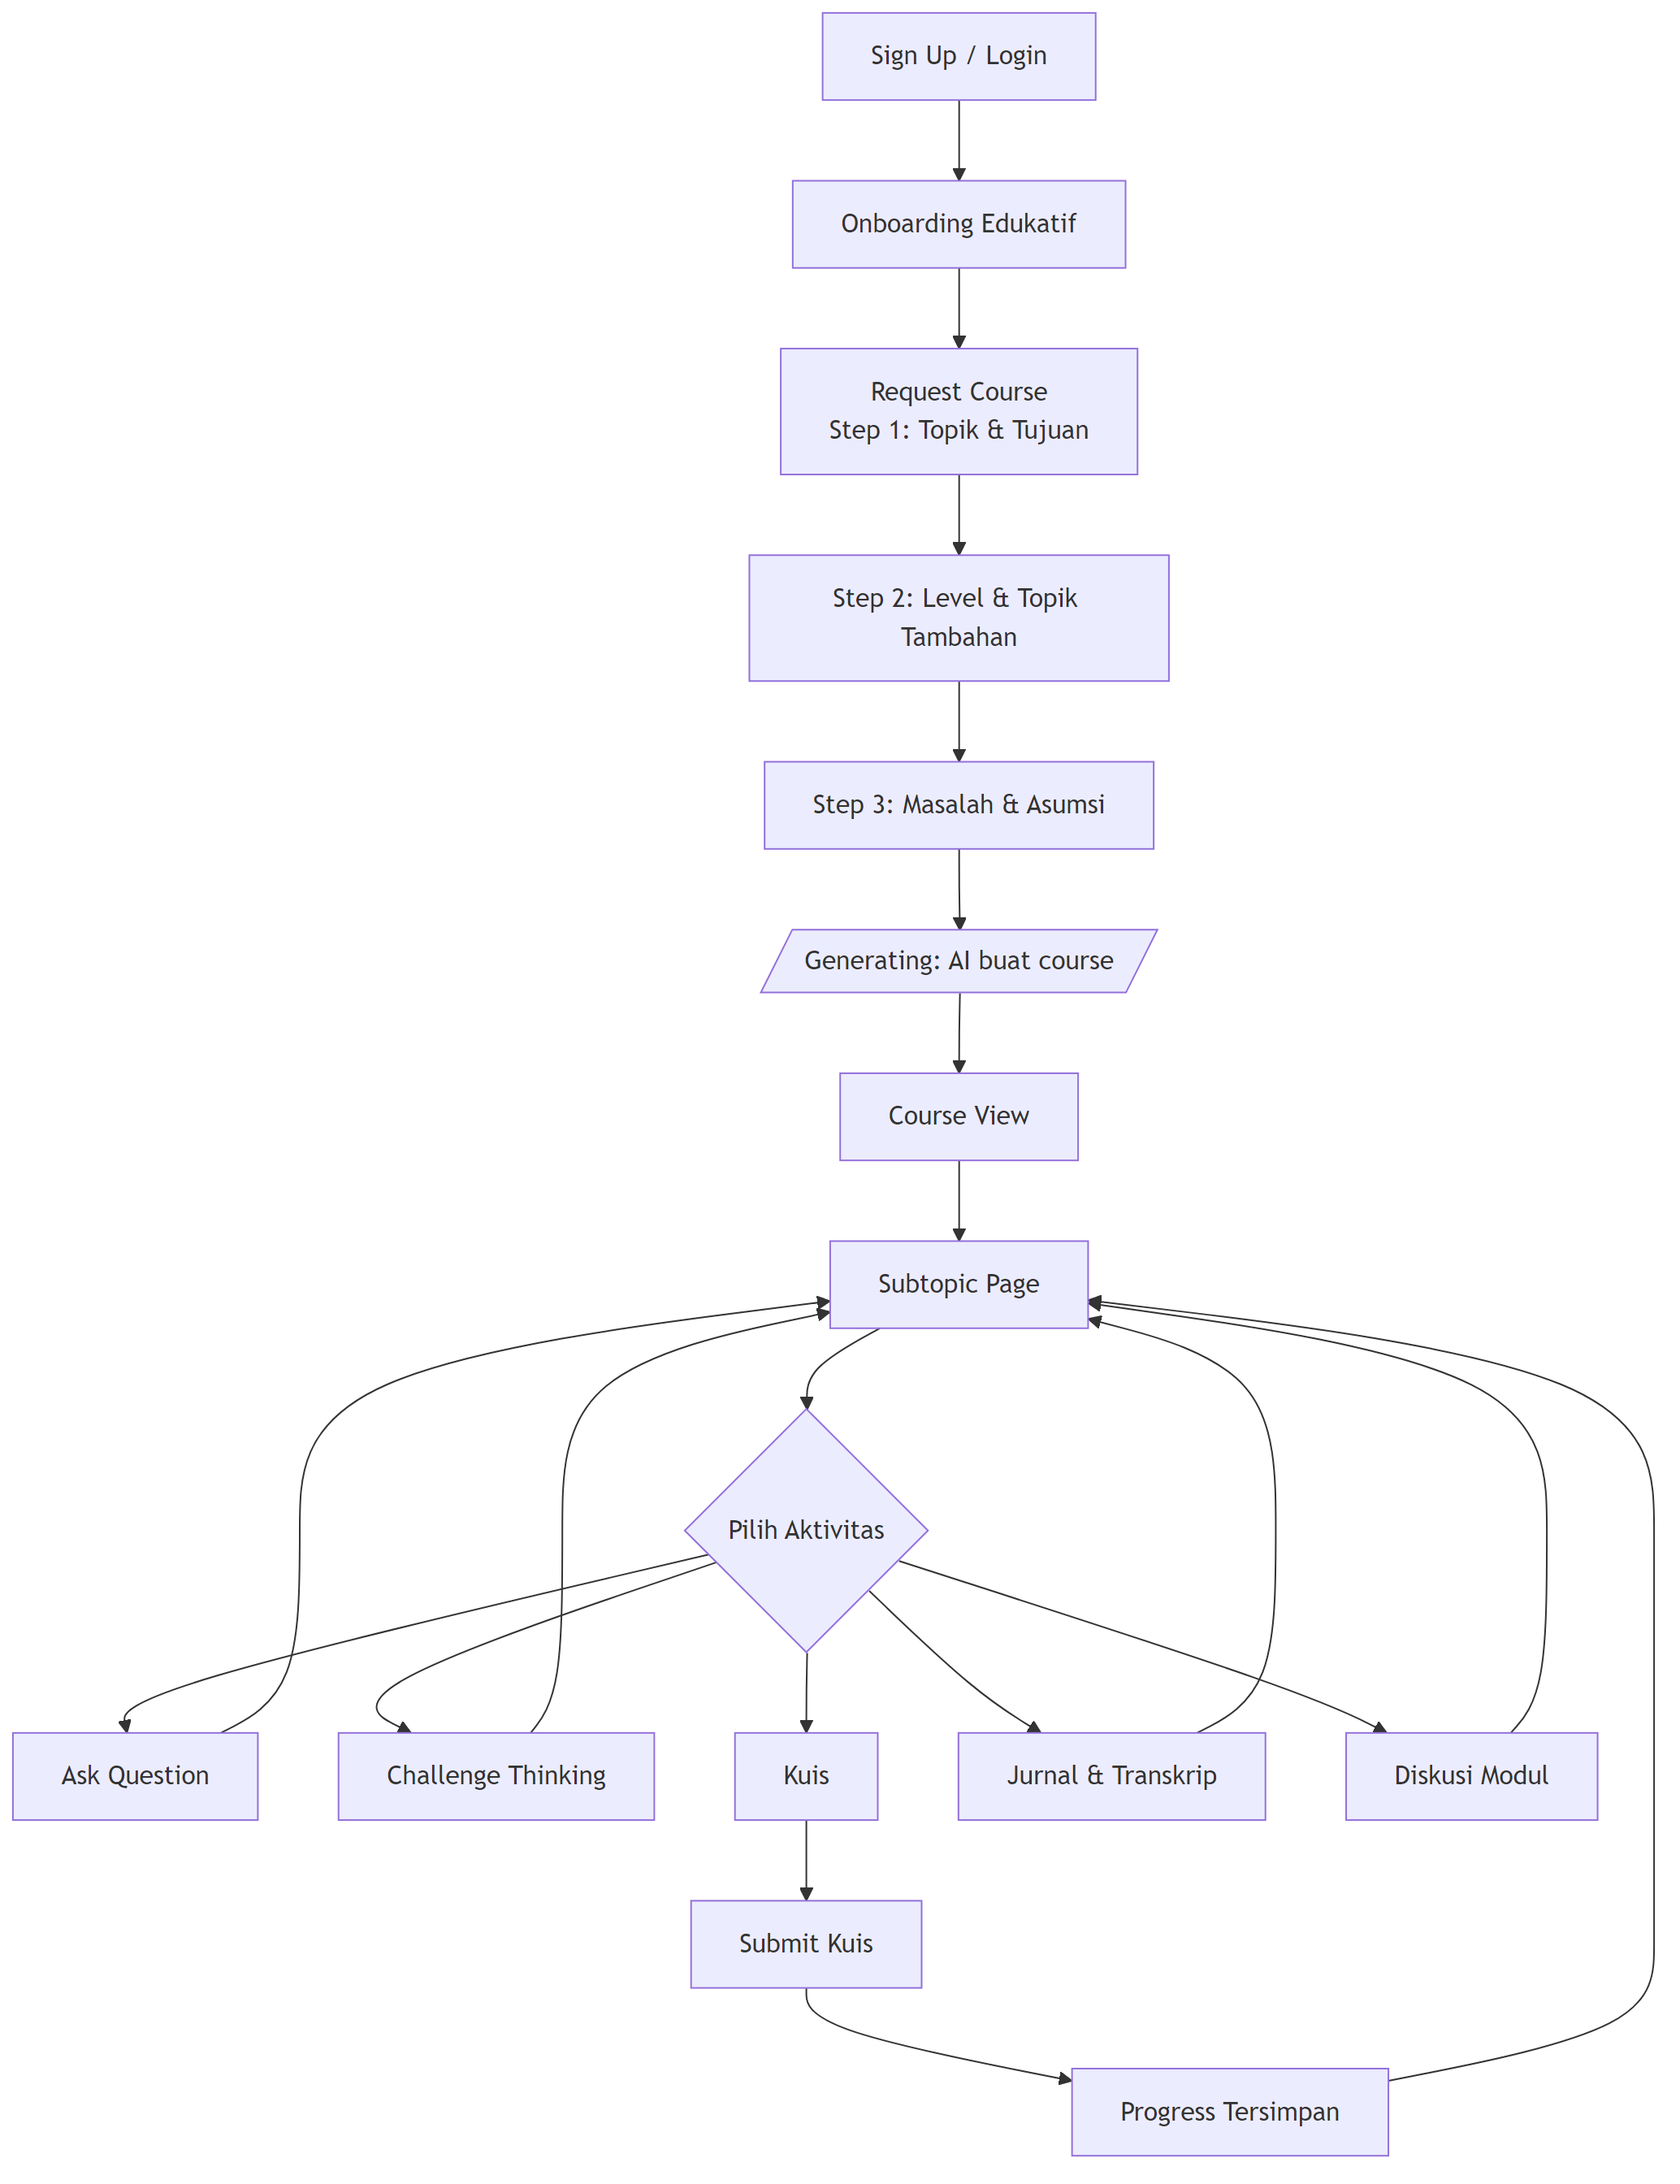 Sign Up / Login
Onboarding Edukatif
Request Course
Step 1: Topik & Tujuan
Step 2: Level & Topik
Tambahan
Step 3: Masalah & Asumsi
Generating: AI buat course
Course View
Subtopic Page
Pilih Aktivitas
Ask Question
Challenge Thinking
Kuis
Jurnal & Transkrip
Diskusi Modul
Submit Kuis
Progress Tersimpan